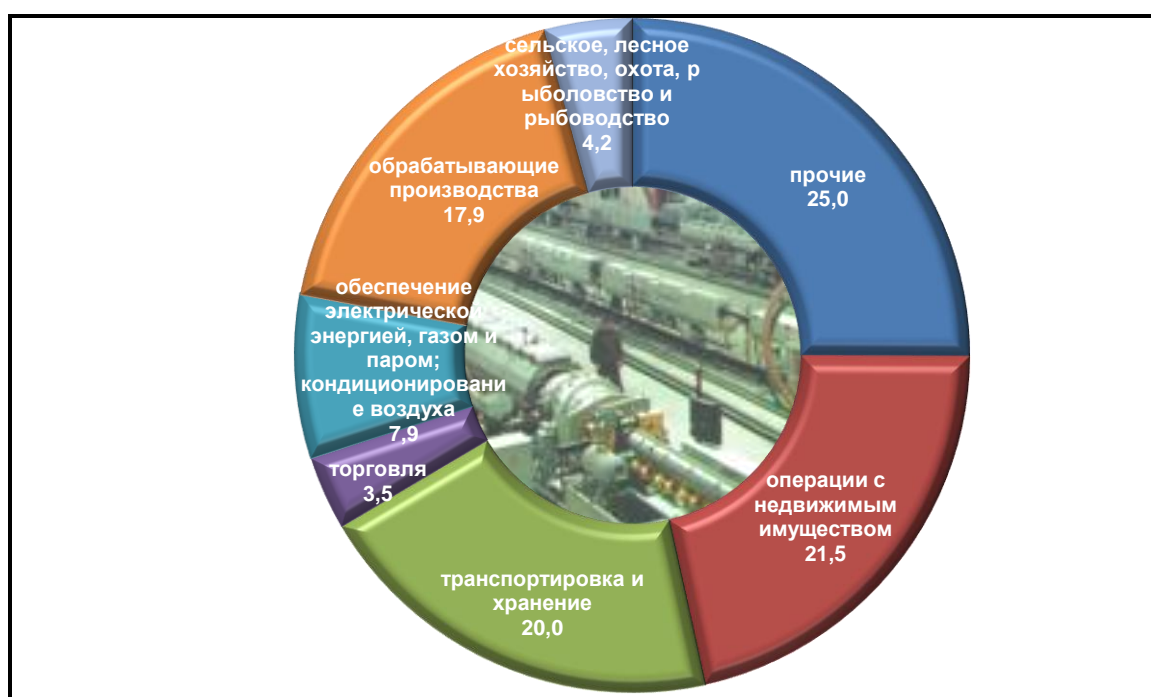 сельское, лесное
хозяйство, охота, р
ыболовство и
рыбоводство
4,2
прочие
25,0
обрабатывающие
производства
17,9
обеспечение
электрической
энергией, газом и
паром;
кондиционировани
е воздуха
7,9
торговля
3,5
операции с
недвижимым
имуществом
21,5
транспортировка и
хранение
20,0